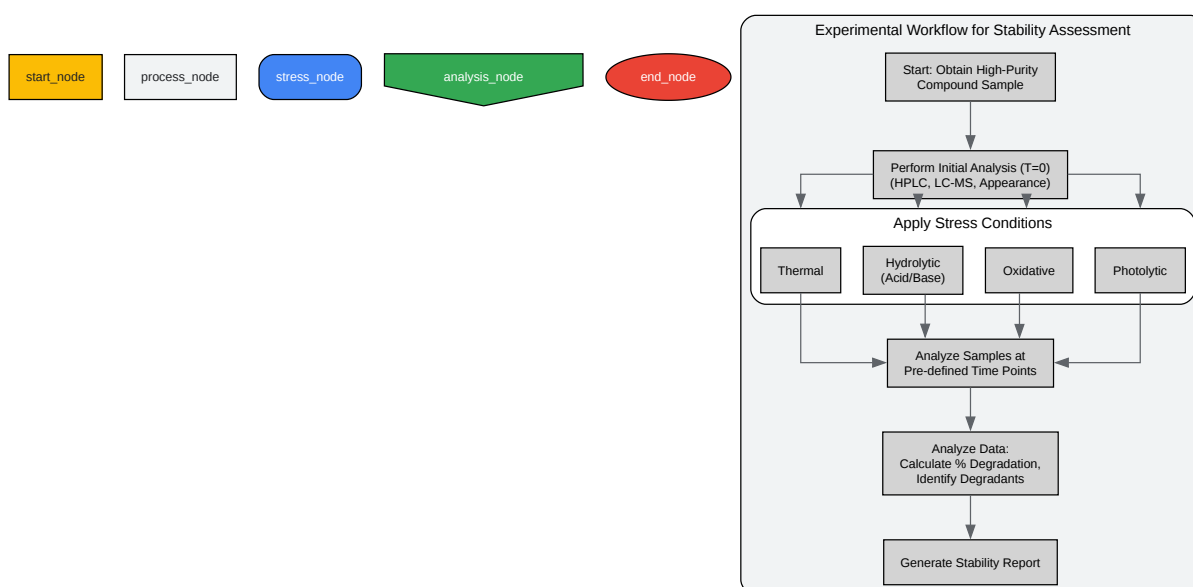 start_node
process_node
stress_node
analysis_node
end_node
Experimental Workflow for Stability Assessment
Start: Obtain High-Purity
Compound Sample
Perform Initial Analysis (T=0)
(HPLC, LC-MS, Appearance)
Apply Stress Conditions
Thermal
Hydrolytic
(Acid/Base)
Oxidative
Photolytic
Analyze Samples at
Pre-defined Time Points
Analyze Data:
Calculate % Degradation,
Identify Degradants
Generate Stability Report